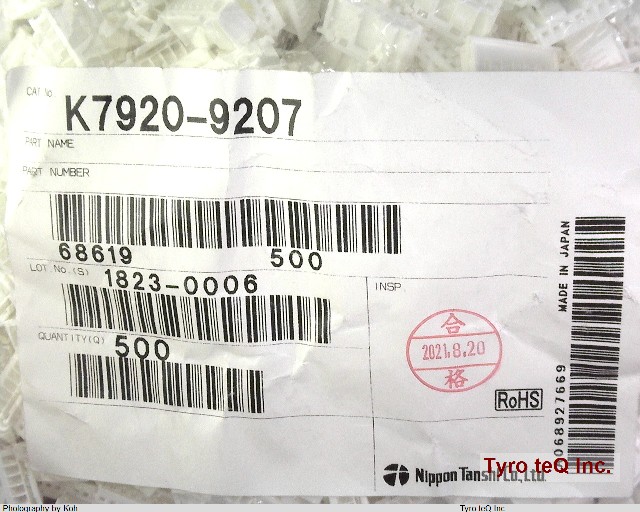 CAT No.
K7920-9207
PART NAME
PART NUMBER
68619 500
LOT No.(S) 1823-0006
QUANTITY(Q) 500
INSP.
合
2021.8.20
格
RoHS
MADE IN JAPAN
068927669
Nippon Tanshi Co., Ltd.
Tyro teQ Inc.
Photography by Koh Tyro teQ Inc